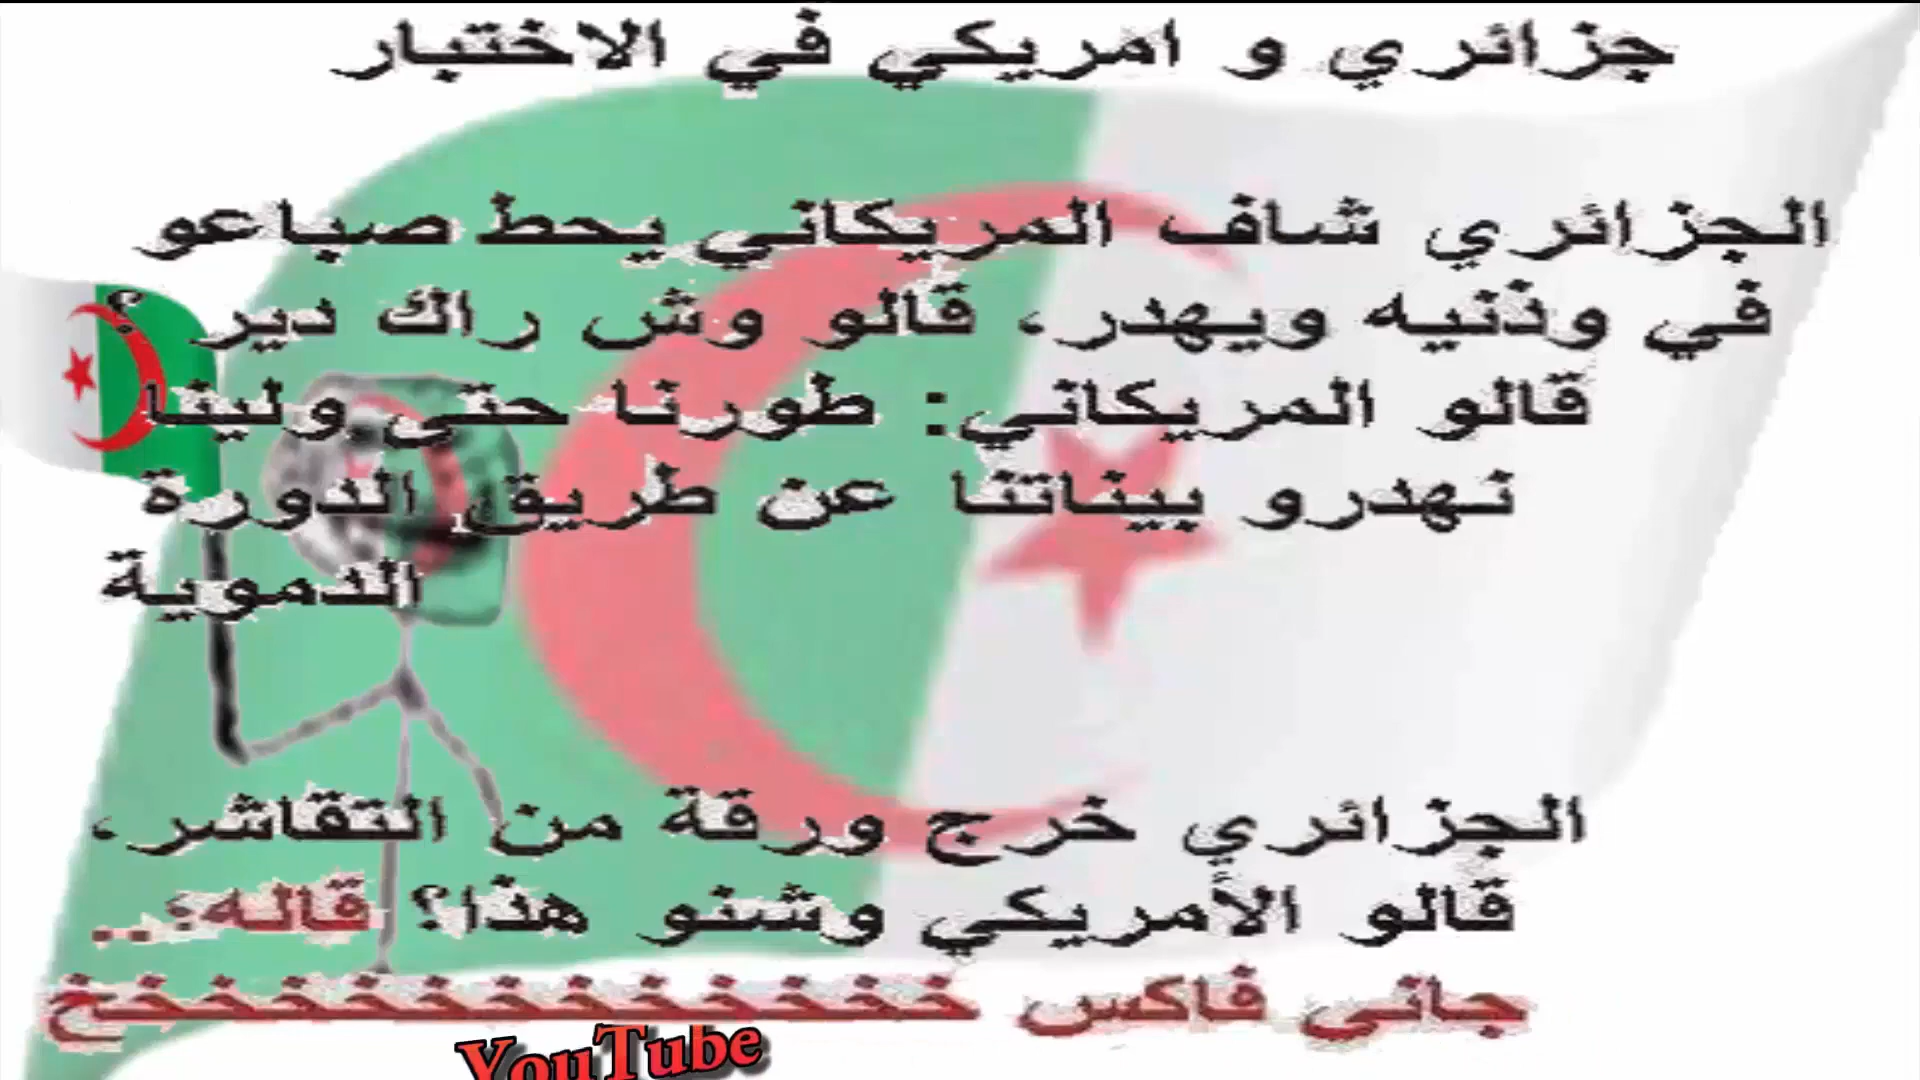 جزائري و امريكي في الاختبار
الجزائري شاف المريكاني يحط صباعو
في وذنيه ويهدر، قالو وش راك دير ؟
قالو المريكاني: طورنا حتى ولينا
نهدرو بيناتنا عن طريق الدورة
الدموية
الجزائري خرج ورقة من التقاشر،
قالو الأمريكي وشنو هذا؟ قاله؛..
جاني فاكس خخخخخخخخخخخخخ
YouTube